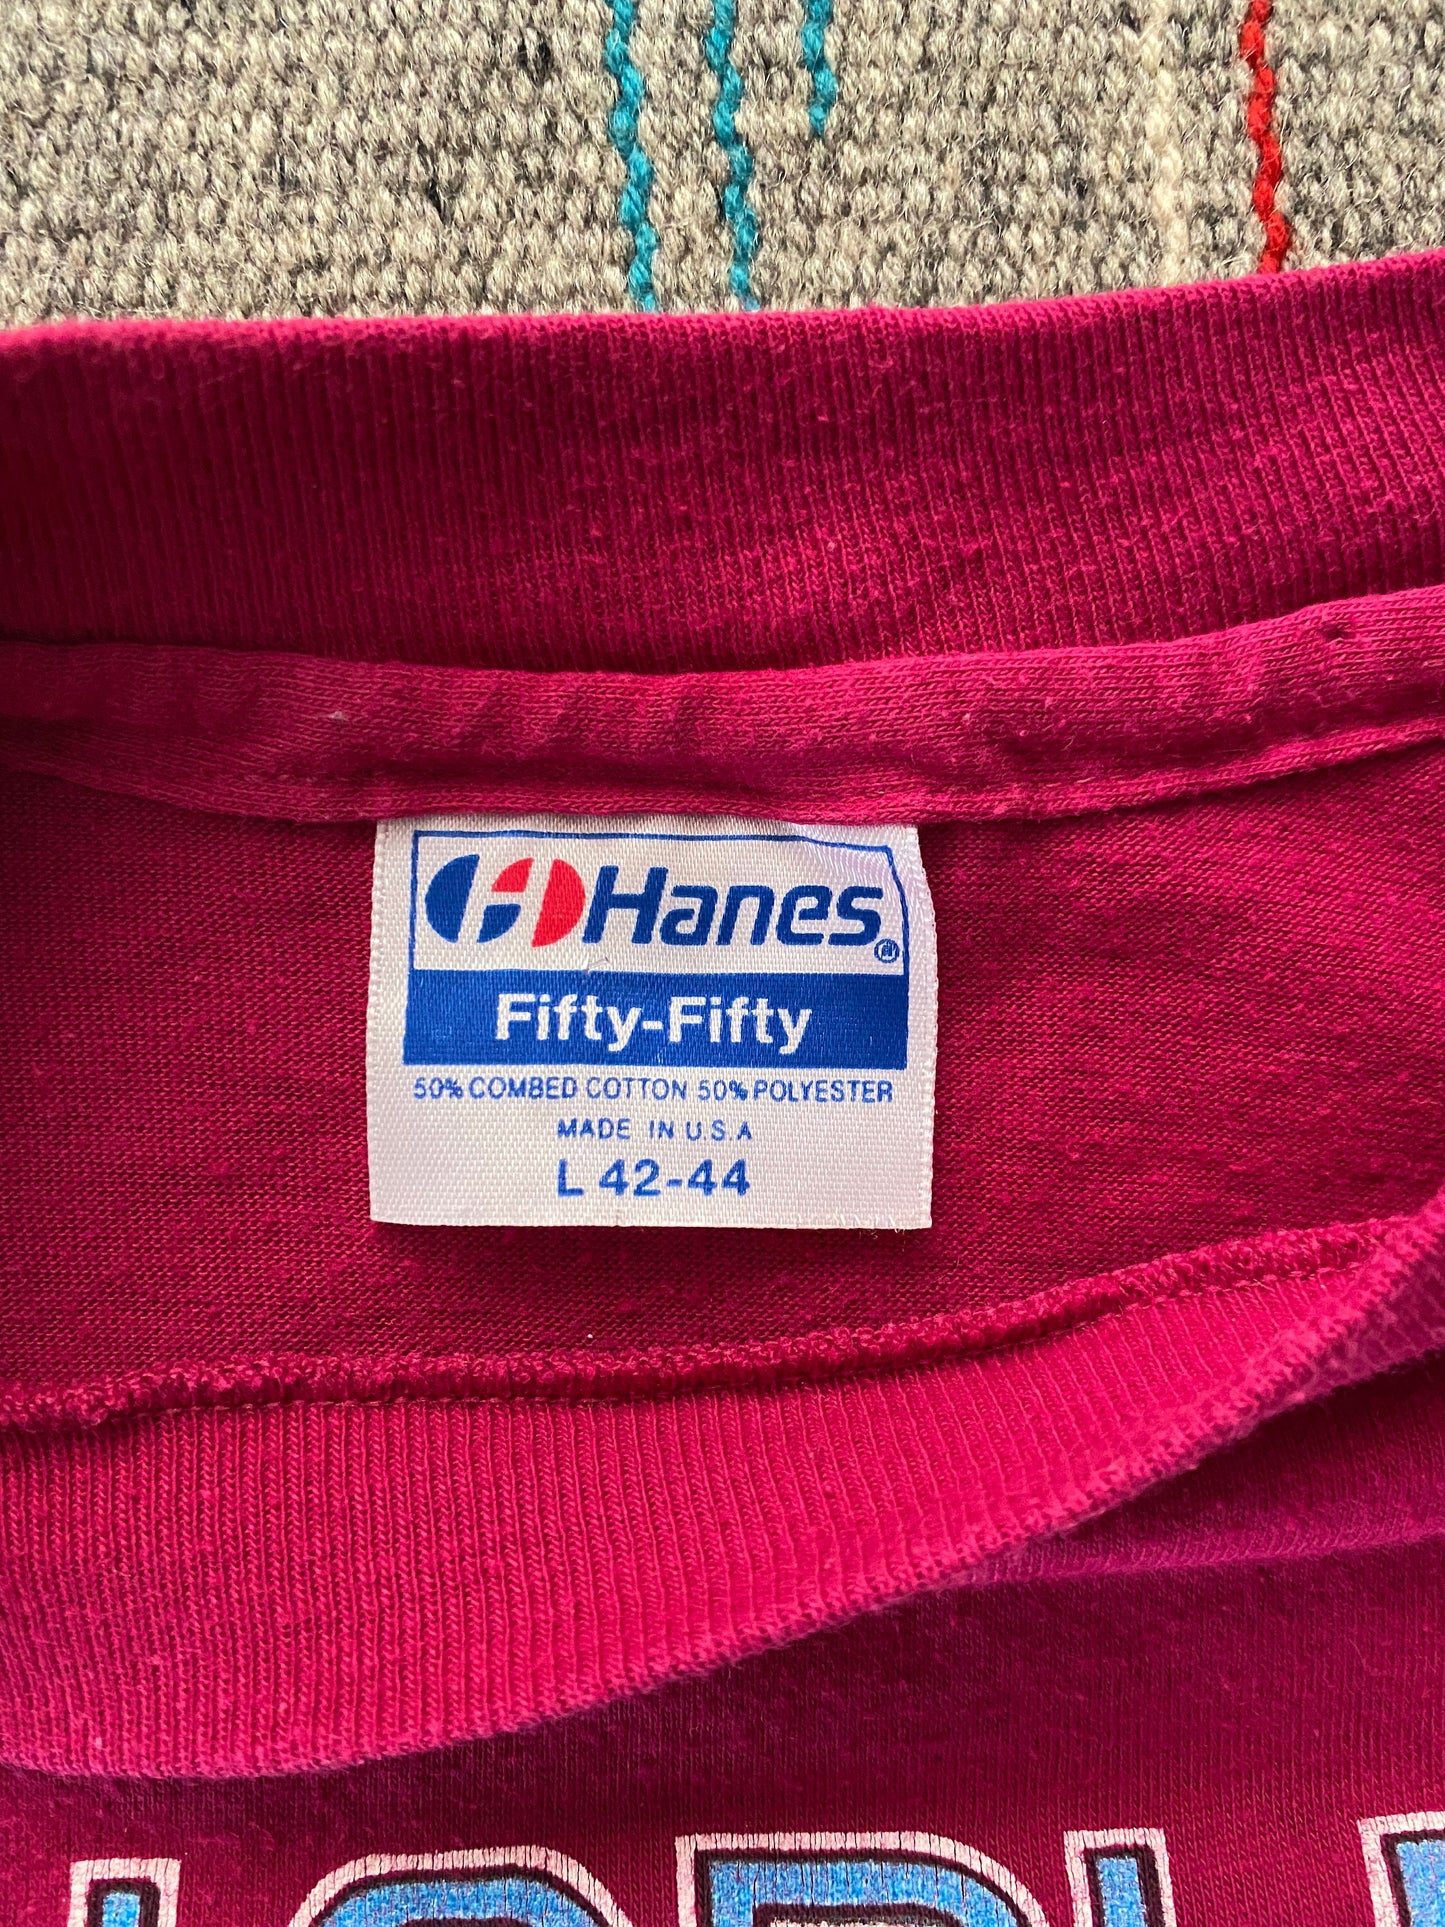 Hanes®
Fifty-Fifty
50% COMBED COTTON 50% POLYESTER
MADE IN U.S.A
L 42-44